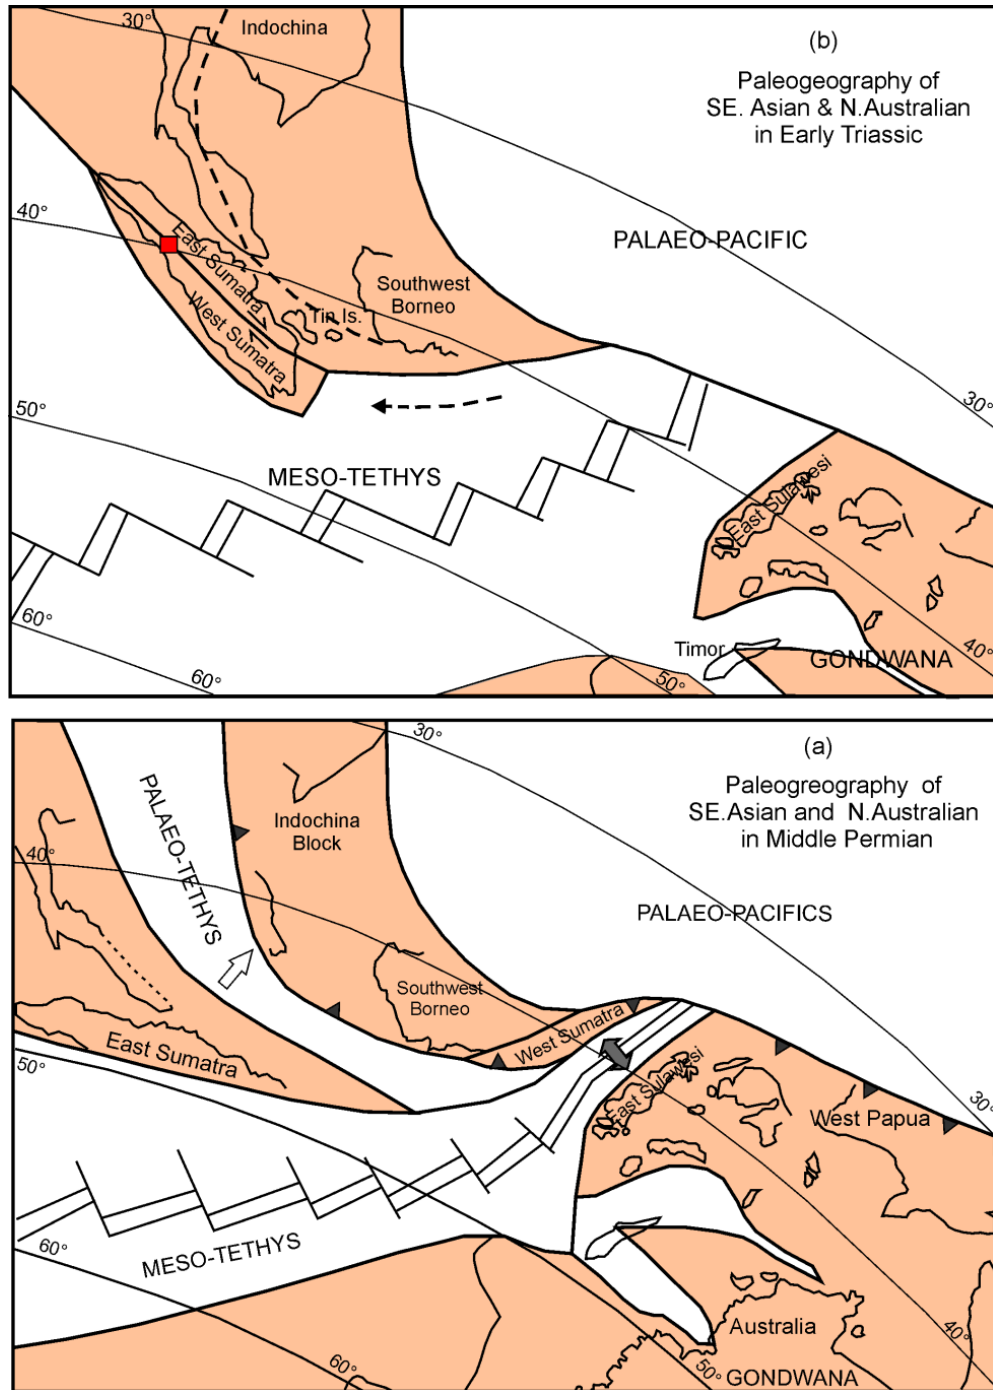 (b)
Paleogeography of
SE. Asian & N.Australian
in Early Triassic
30°
Indochina
40°
PALAEO-PACIFIC
East Sumatra
West Sumatra
Tin Is.
Southwest
Borneo
30°
50°
MESO-TETHYS
East Sulawesi
60°
60°
Timor
GONDWANA
40°
50°
(a)
Paleogreography of
SE.Asian and N.Australian
in Middle Permian
30°
PALAEO-TETHYS
Indochina
Block
40°
PALAEO-PACIFICS
Southwest
Borneo
West Sumatra
East Sumatra
50°
East Sulawesi
West Papua
30°
60°
MESO-TETHYS
Australia
40°
60°
50°
GONDWANA